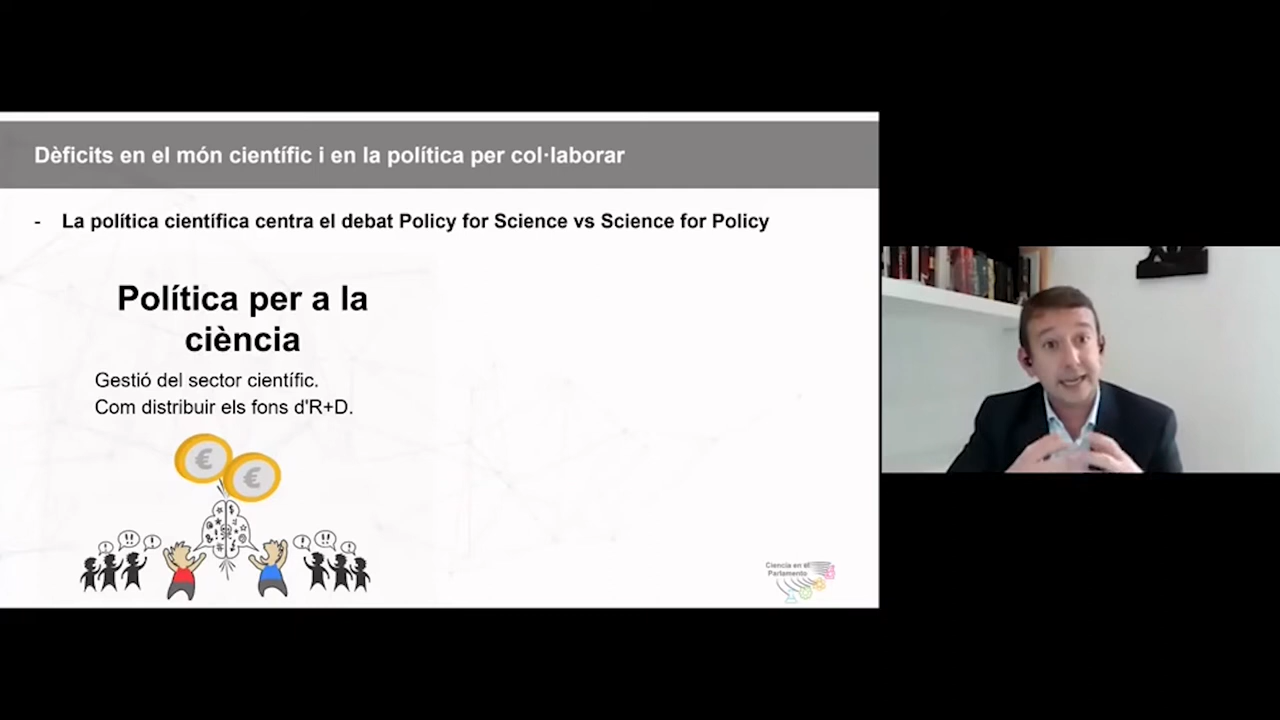 Dèficits en el món científic i en la política per col·laborar
- La política científica centra el debat Policy for Science vs Science for Policy
Política per a la
ciència
Gestió del sector científic.
Com distribuir els fons d'R+D.
€
€
! !! !
! !! !
Ciencia en el
Parlamento